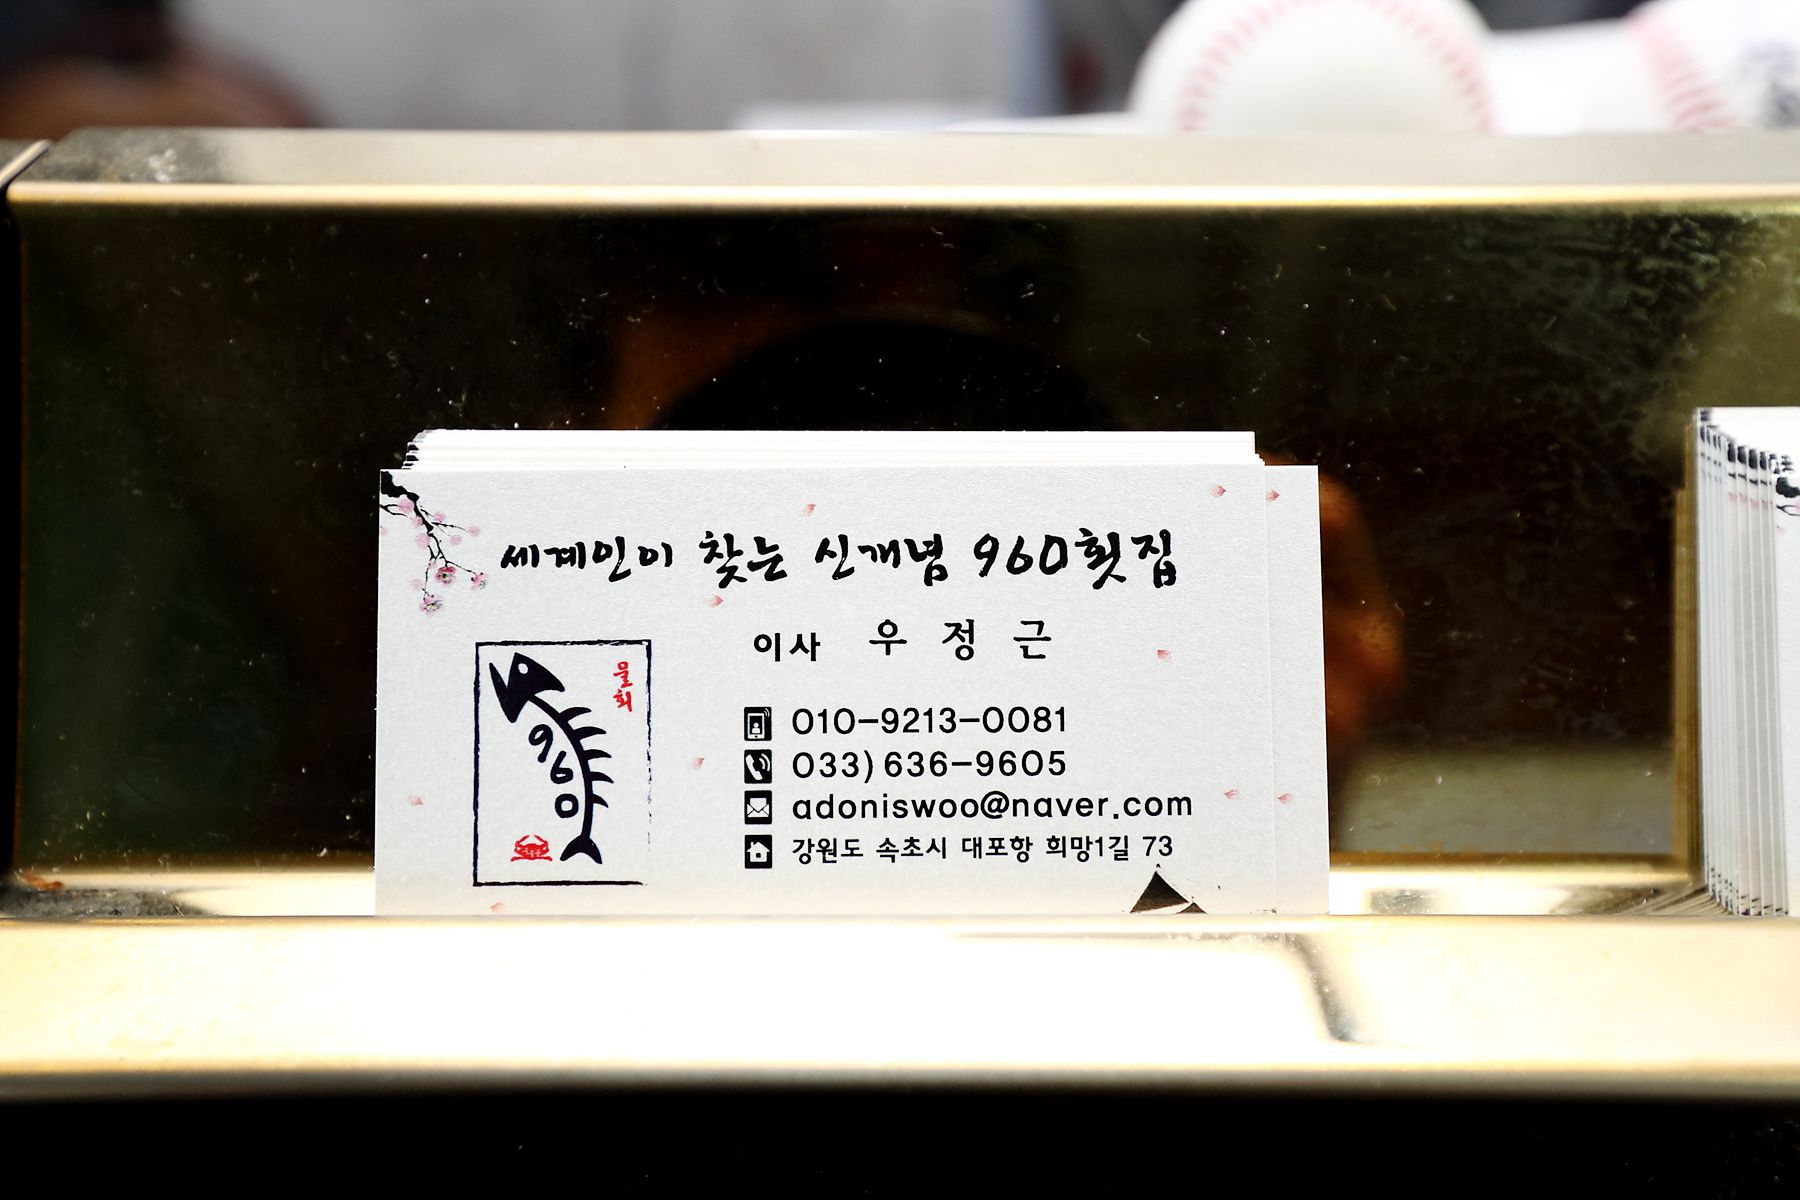 세계인이 찾는 신개념 960횟집
이사 우정근
물회
960
010-9213-0081
033) 636-9605
adoniswoo@naver.com
강원도 속초시 대포항 희망1길 73